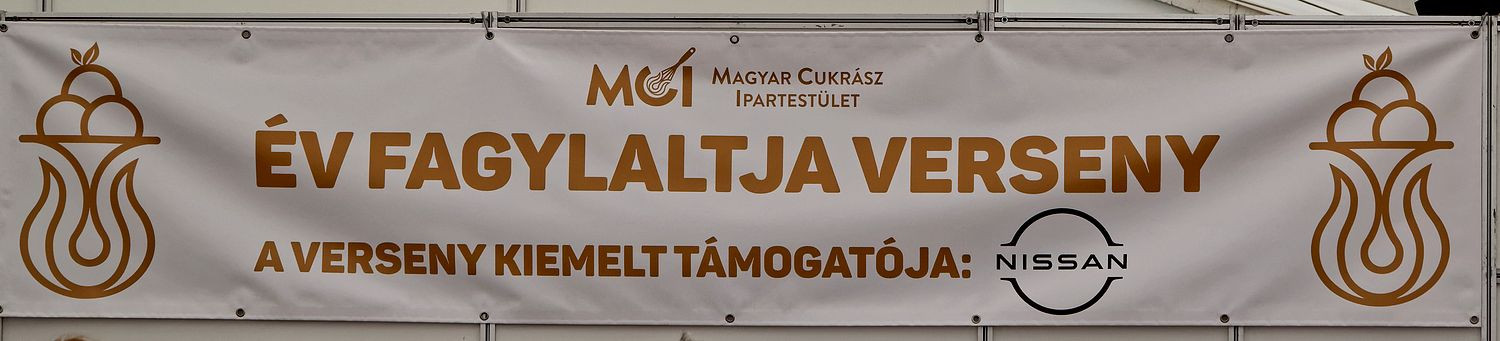 MCI MAGYAR CUKRÁSZ
IPARTESTÜLET
ÉV FAGYLALTJA VERSENY
A VERSENY KIEMELT TÁMOGATÓJA: NISSAN